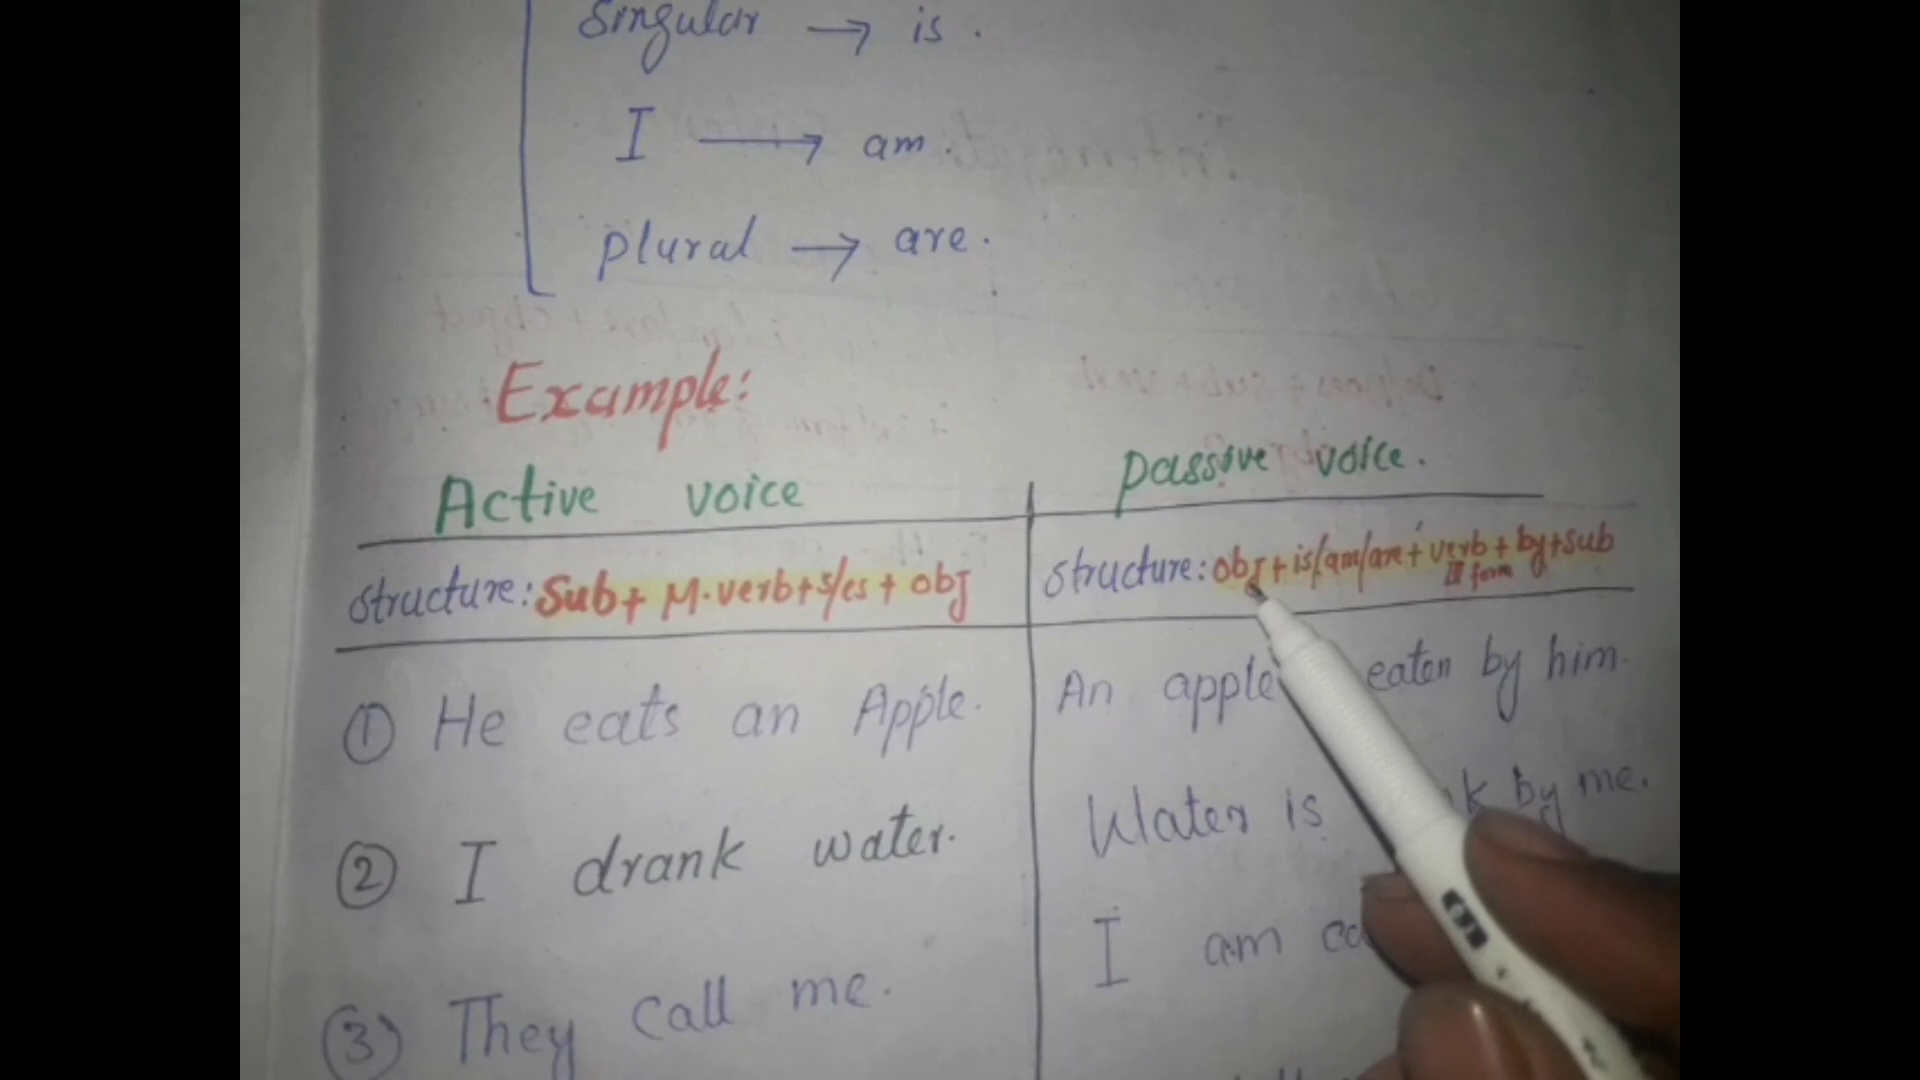 Singular → is.
I → am.
plural → are.
Example:
Active voice
passive voice.
structure: Sub + M.verb+s/es + obj
structure: obj + is/am/are + verb + by + sub
III form
① He eats an Apple.
An apple eaten by him.
② I drank water.
Water is by me.
③ They call me.
I am